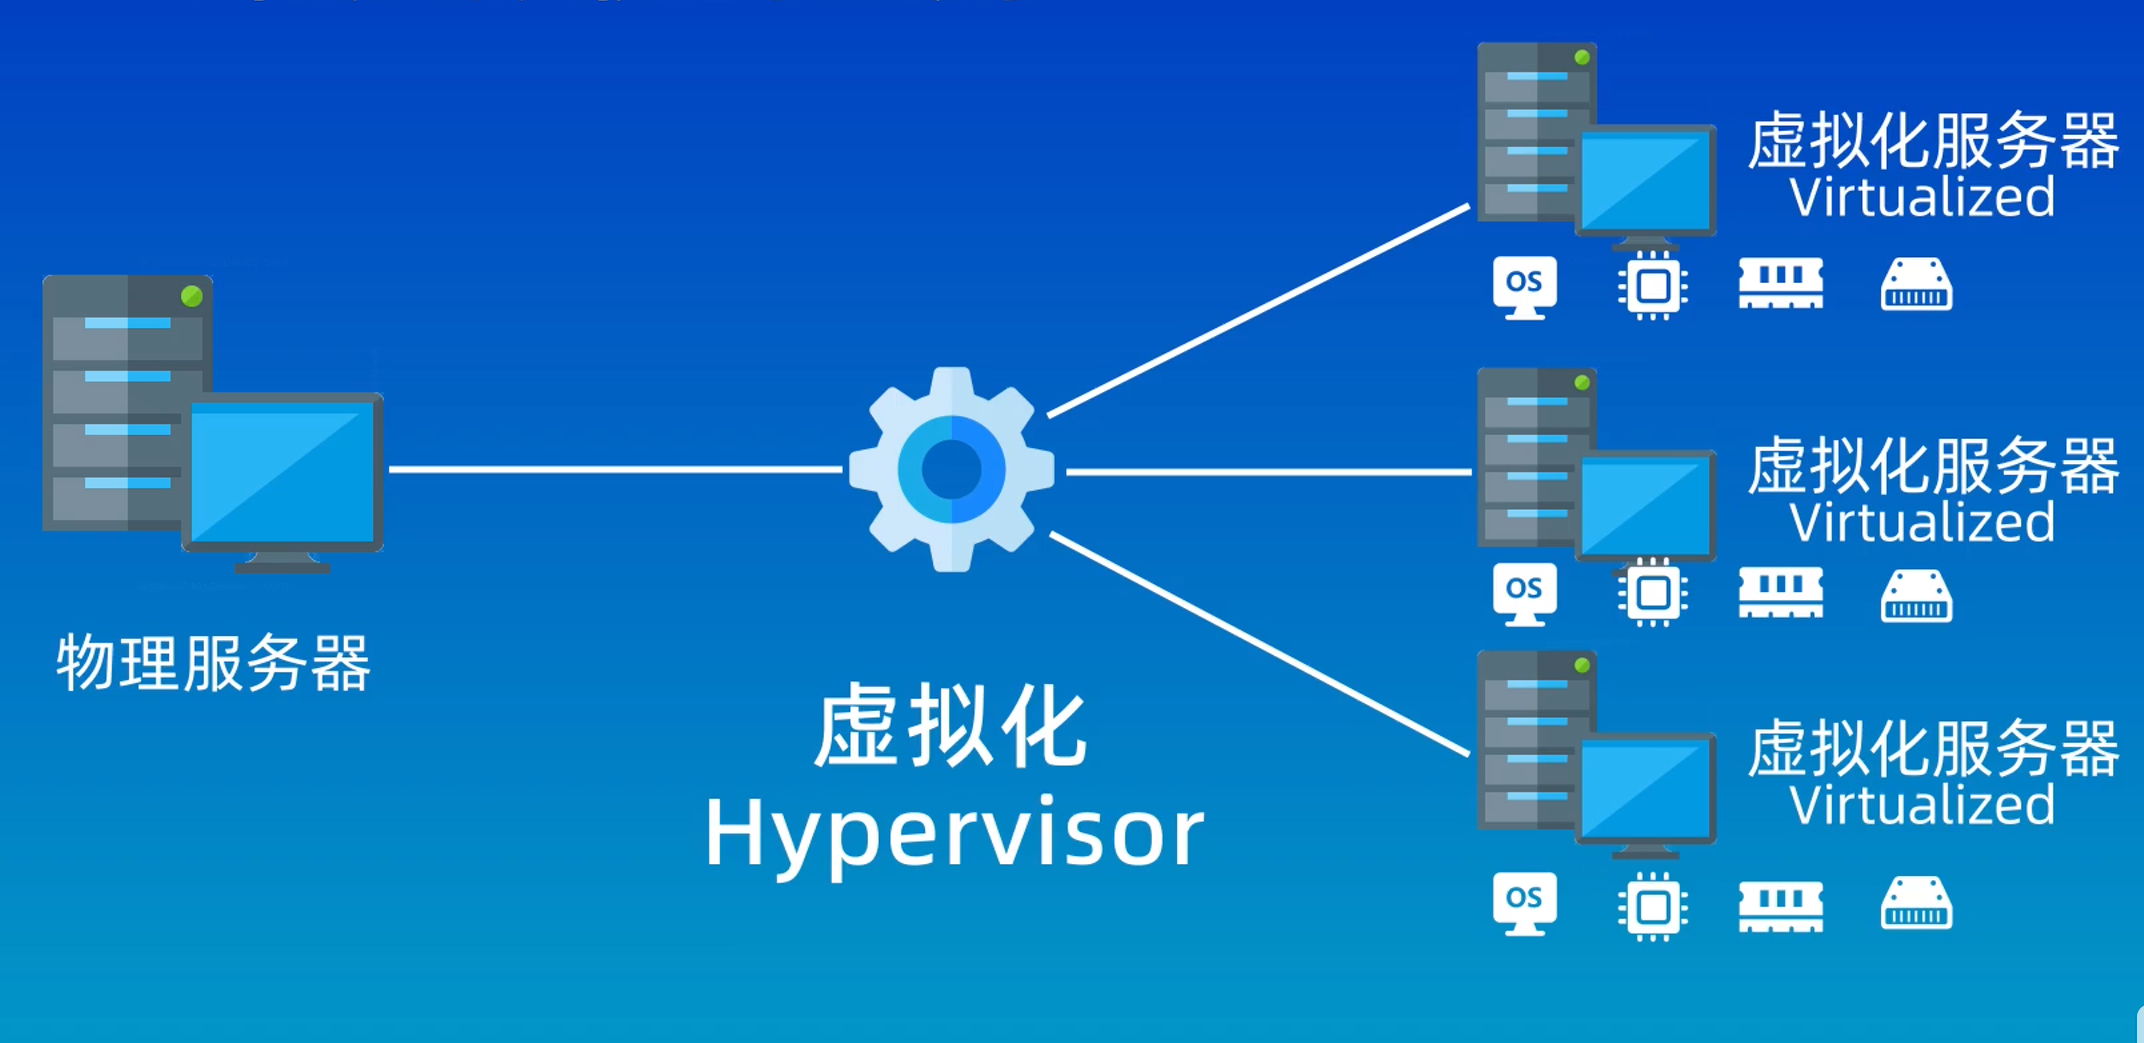 虚拟化服务器
Virtualized
OS
物理服务器
虚拟化
Hypervisor
虚拟化服务器
Virtualized
OS
虚拟化服务器
Virtualized
OS